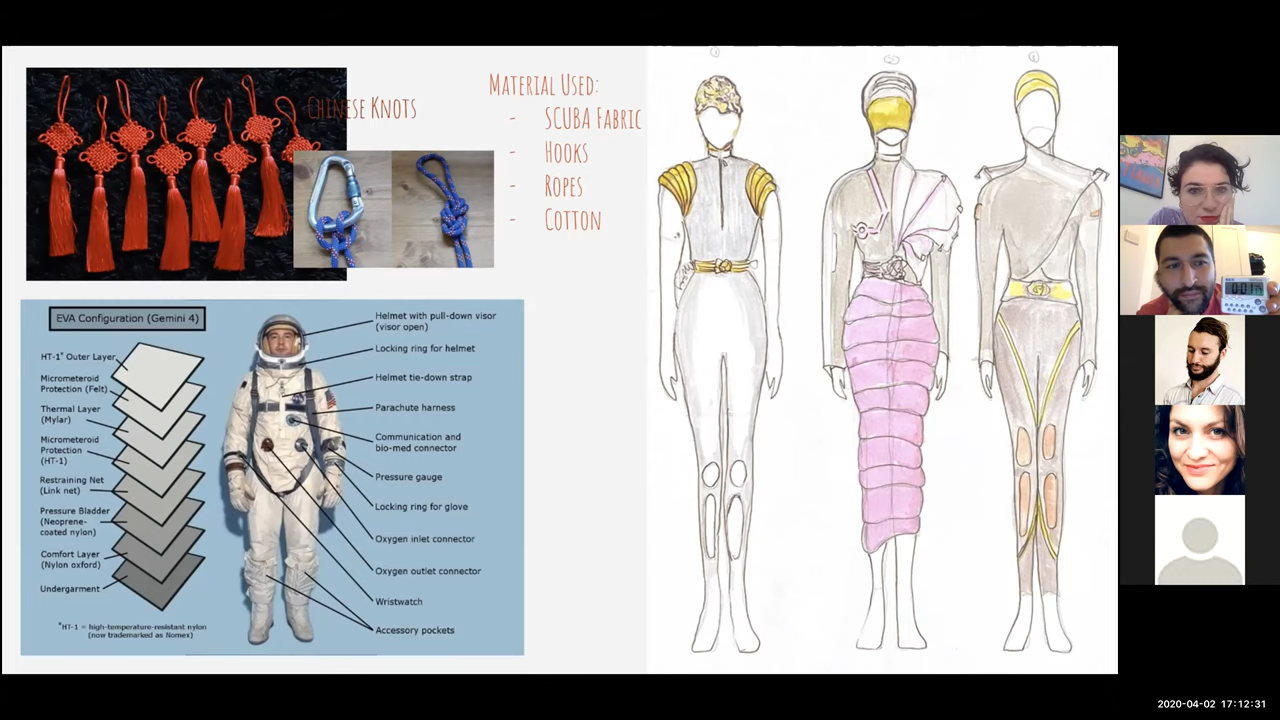 Chinese Knots
Material Used:
- SCUBA Fabric
- Hooks
- Ropes
- Cotton
EVA Configuration (Gemini 4)
HT-1* Outer Layer
Micrometeroid
Protection (Felt)
Thermal Layer
(Mylar)
Micrometeroid
Protection
(HT-1)
Restraining Net
(Link net)
Pressure Bladder
(Neoprene-
coated nylon)
Comfort Layer
(Nylon oxford)
Undergarment
*HT-1 = high-temperature-resistant nylon
(now trademarked as Nomex)
Helmet with pull-down visor
(visor open)
Locking ring for helmet
Helmet tie-down strap
Parachute harness
Communication and
bio-med connector
Pressure gauge
Locking ring for glove
Oxygen inlet connector
Oxygen outlet connector
Wristwatch
Accessory pockets
2020-04-02 17:12:31